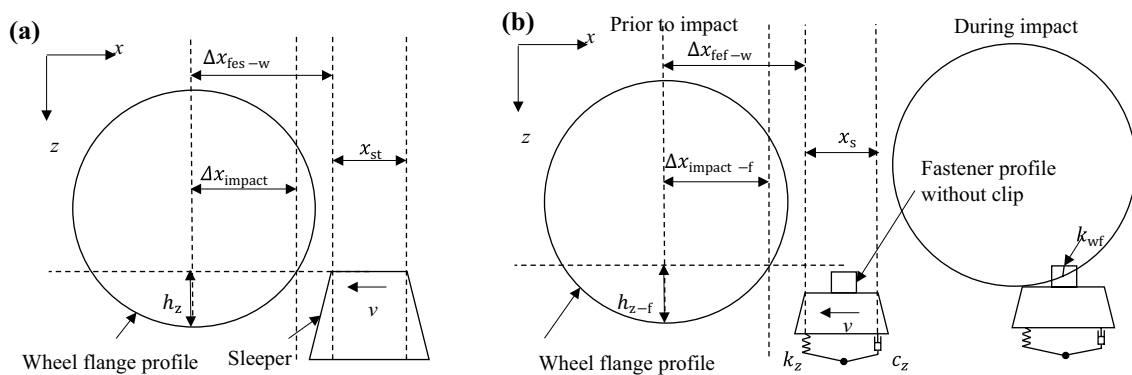 (a)
x
z
Δx_fes–w
x_st
Δx_impact
h_z
v
Wheel flange profile
Sleeper
(b)
Prior to impact
During impact
x
z
Δx_fef–w
x_s
Δx_impact –f
Fastener profile
without clip
k_wf
h_z–f
v
Wheel flange profile
k_z
c_z